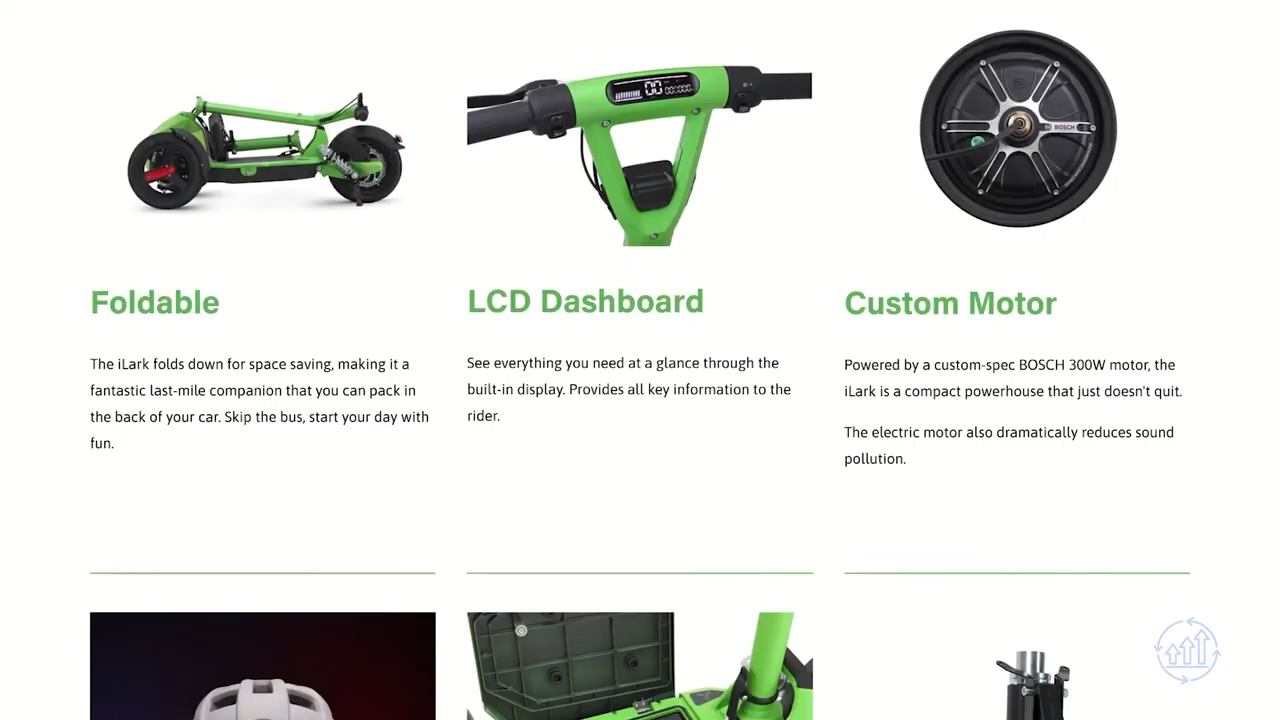 BOSCH
Foldable
The iLark folds down for space saving, making it a
fantastic last-mile companion that you can pack in
the back of your car. Skip the bus, start your day with
fun.
LCD Dashboard
See everything you need at a glance through the
built-in display. Provides all key information to the
rider.
Custom Motor
Powered by a custom-spec BOSCH 300W motor, the
iLark is a compact powerhouse that just doesn't quit.
The electric motor also dramatically reduces sound
pollution.